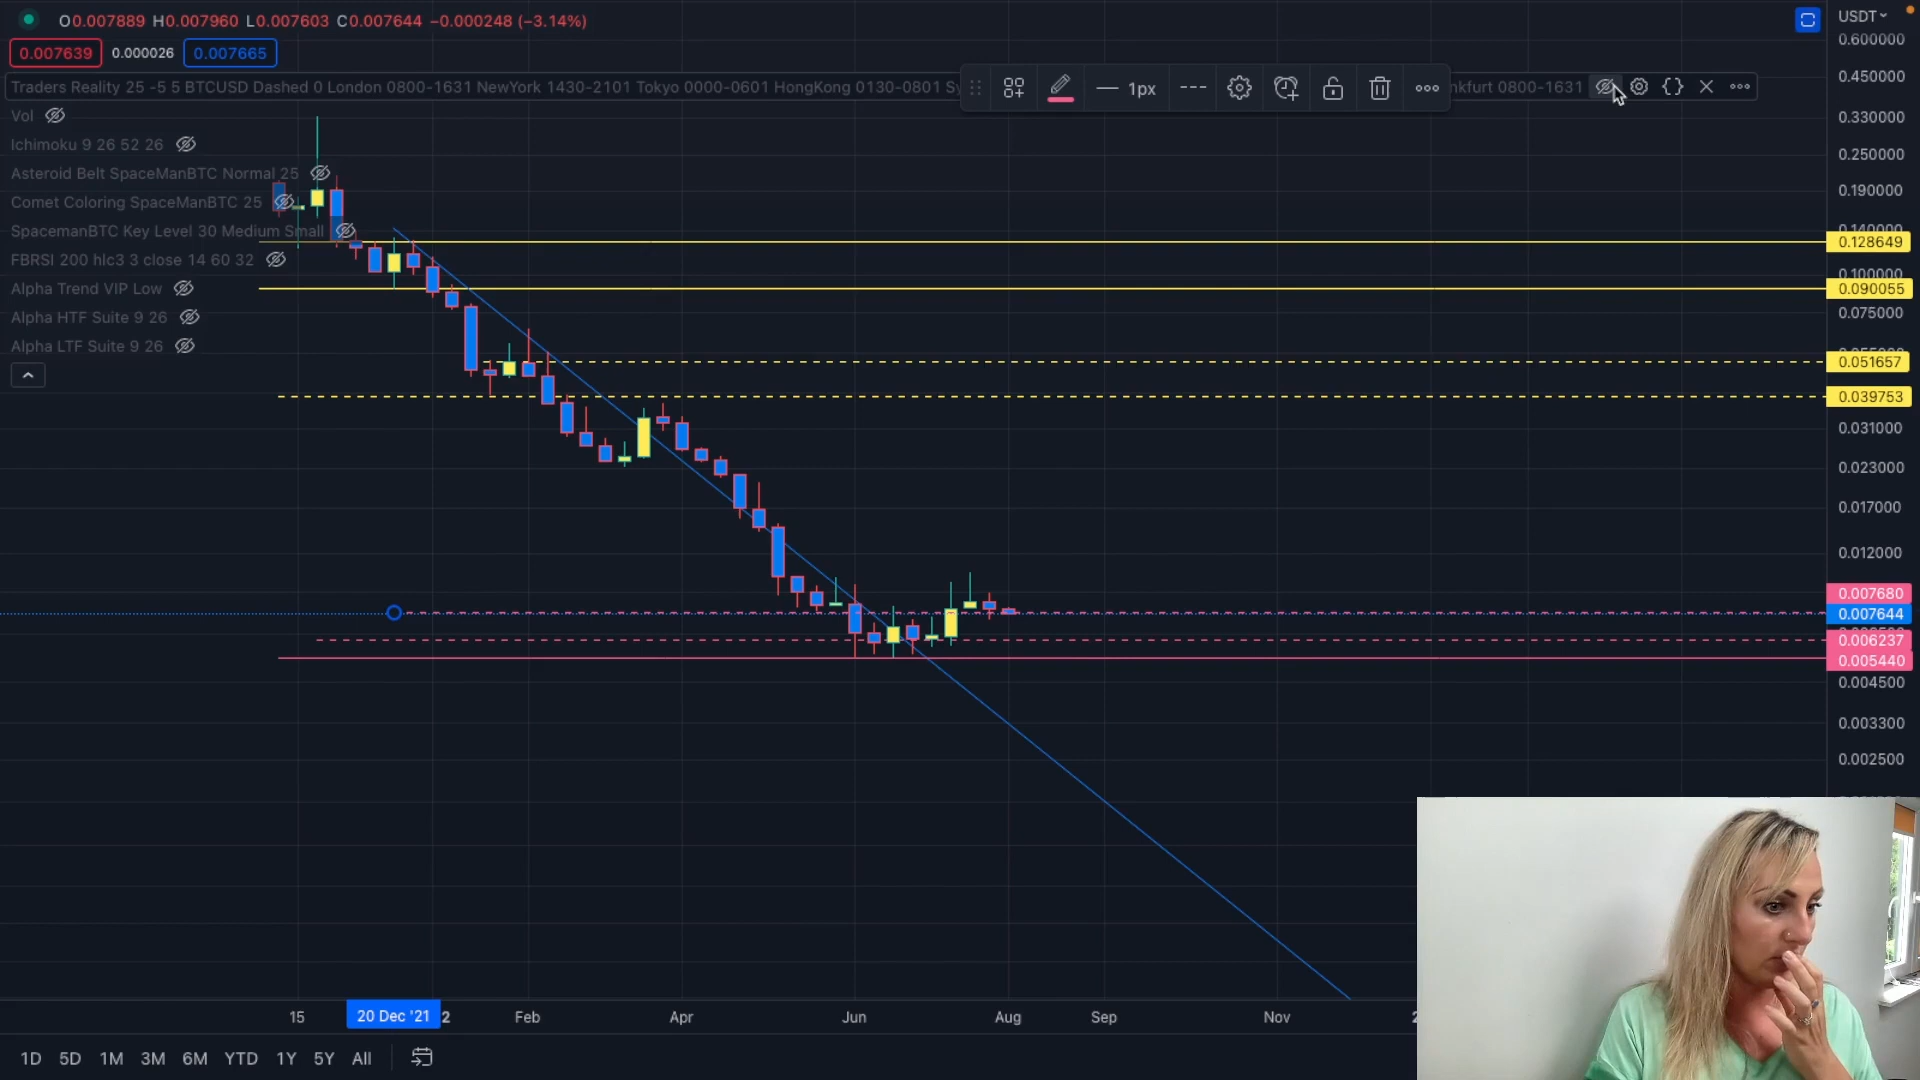 O0.007889 H0.007960 L0.007603 C0.007644 −0.000248 (−3.14%)
USDT
0.007639 0.000026 0.007665
Traders Reality 25 -5 5 BTCUSD Dashed 0 London 0800-1631 NewYork 1430-2101 Tokyo 0000-0601 HongKong 0130-0801 Sy
1px
nkfurt 0800-1631
Vol
Ichimoku 9 26 52 26
Asteroid Belt SpaceManBTC Normal 25
Comet Coloring SpaceManBTC 25
SpacemanBTC Key Level 30 Medium Small
FBRSI 200 hlc3 3 close 14 60 32
Alpha Trend VIP Low
Alpha HTF Suite 9 26
Alpha LTF Suite 9 26
0.600000
0.450000
0.330000
0.250000
0.190000
0.140000
0.128649
0.100000
0.090055
0.075000
0.051657
0.039753
0.031000
0.023000
0.017000
0.012000
0.007680
0.007644
0.006237
0.005440
0.004500
0.003300
0.002500
15 20 Dec '21 2 Feb Apr Jun Aug Sep Nov 2
1D 5D 1M 3M 6M YTD 1Y 5Y All